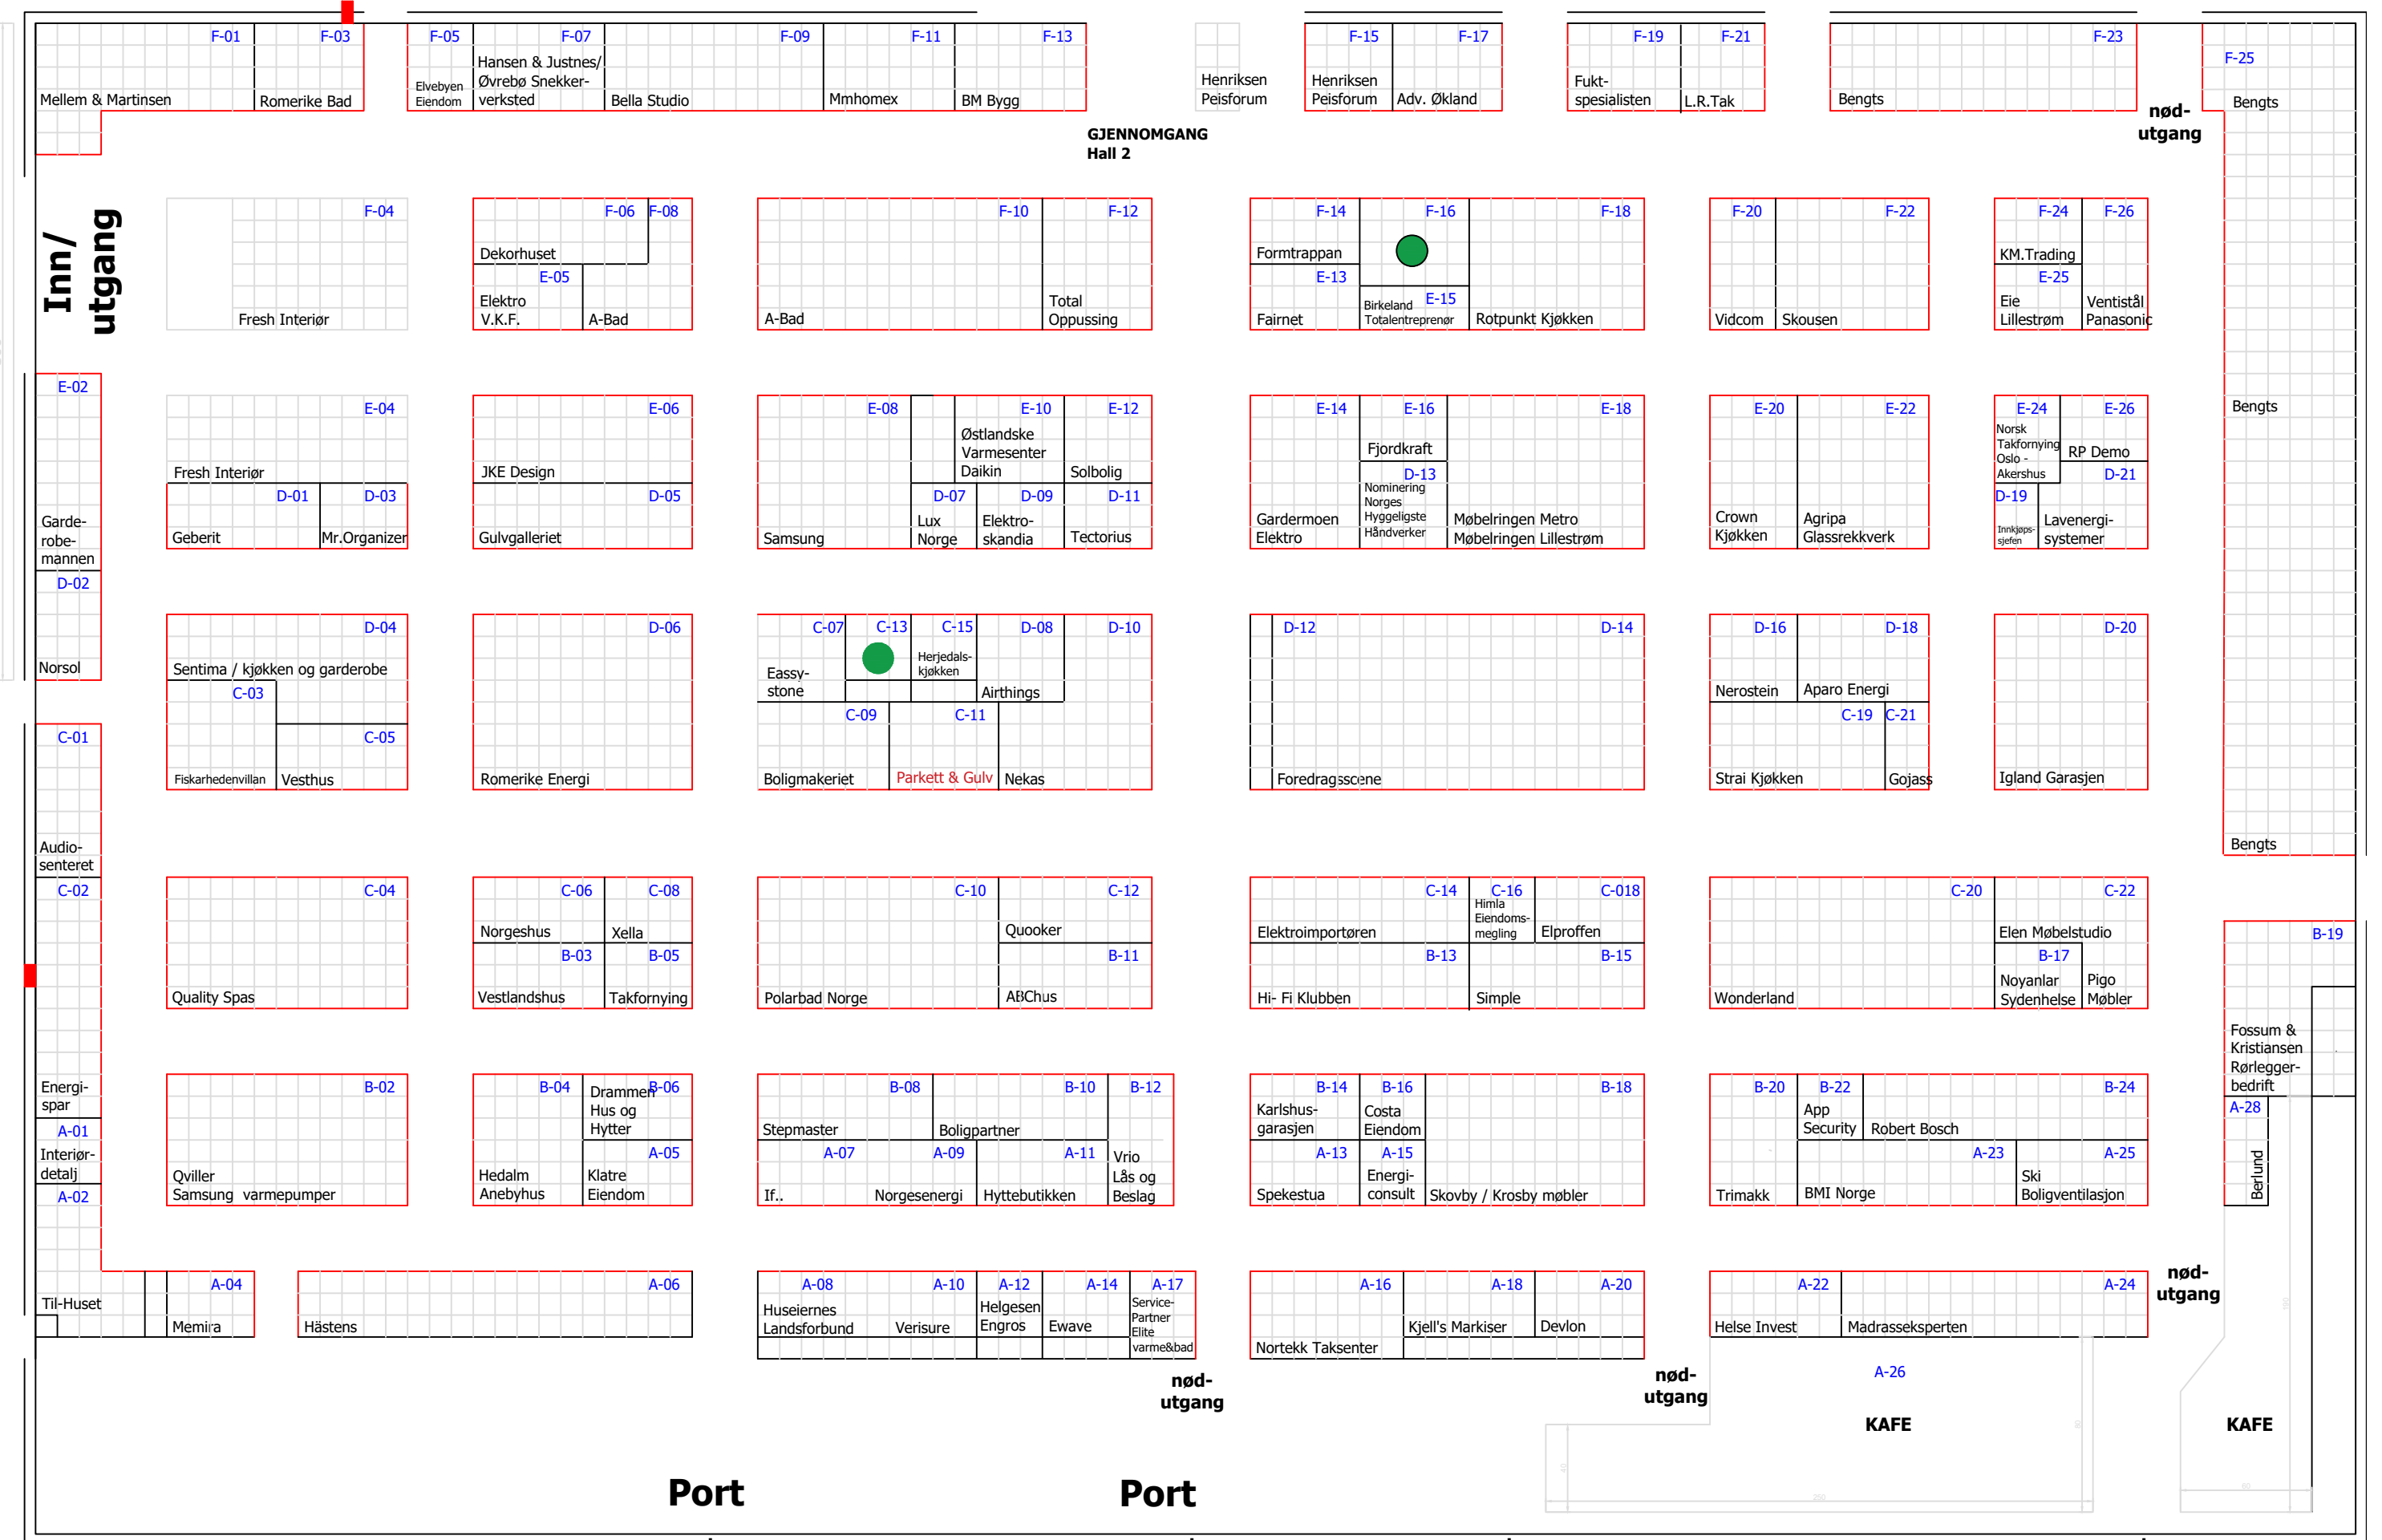 F-01
F-03
F-05
F-07
F-09
F-11
F-13
F-15
F-17
F-19
F-21
F-23
F-25
Mellem & Martinsen
Romerike Bad
Elvebyen
Eiendom
Hansen & Justnes/
Øvrebø Snekker-
verksted
Bella Studio
Mmhomex
BM Bygg
Henriksen
Peisforum
Henriksen
Peisforum
Adv. Økland
Fukt-
spesialisten
L.R.Tak
Bengts
Bengts
nød-
utgang
GJENNOMGANG
Hall 2
Inn/
utgang
F-04
Fresh Interiør
F-06
F-08
Dekorhuset
E-05
Elektro
V.K.F.
A-Bad
F-10
F-12
A-Bad
Total
Oppussing
F-14
F-16
F-18
Formtrappan
E-13
Fairnet
Birkeland
E-15
Totalentreprenør
Rotpunkt Kjøkken
F-20
F-22
Vidcom
Skousen
F-24
F-26
KM.Trading
E-25
Eie
Lillestrøm
Ventistål
Panasonic
E-02
Garde-
robe-
mannen
D-02
Norsol
E-04
Fresh Interiør
D-01
D-03
Geberit
Mr.Organizer
E-06
JKE Design
D-05
Gulvgalleriet
E-08
E-10
E-12
Østlandske
Varmesenter
Daikin
Solbolig
D-07
D-09
D-11
Samsung
Lux
Norge
Elektro-
skandia
Tectorius
E-14
E-16
E-18
Fjordkraft
D-13
Nominering
Norges
Hyggeligste
Håndverker
Gardermoen
Elektro
Møbelringen Metro
Møbelringen Lillestrøm
E-20
E-22
Crown
Kjøkken
Agripa
Glassrekkverk
E-24
E-26
Norsk
Takfornying
Oslo -
Akershus
RP Demo
D-21
D-19
Innkjøps-
sjefen
Lavenergi-
systemer
Bengts
D-04
Sentima / kjøkken og garderobe
C-03
C-05
Fiskarhedenvillan
Vesthus
D-06
Romerike Energi
C-07
C-13
C-15
D-08
D-10
Eassy-
stone
Herjedals-
kjøkken
Airthings
C-09
C-11
Boligmakeriet
Parkett & Gulv
Nekas
D-12
D-14
Foredragsscene
D-16
D-18
Nerostein
Aparo Energi
C-19
C-21
Strai Kjøkken
Gojass
D-20
Igland Garasjen
Bengts
C-01
Audio-
senteret
C-02
Energi-
spar
A-01
Interiør-
detalj
A-02
Til-Huset
C-04
Quality Spas
C-06
C-08
Norgeshus
Xella
B-03
B-05
Vestlandshus
Takfornying
C-10
C-12
Quooker
B-11
Polarbad Norge
ABChus
C-14
C-16
C-018
Himla
Eiendoms-
megling
Elektroimportøren
Elproffen
B-13
B-15
Hi- Fi Klubben
Simple
C-20
C-22
Elen Møbelstudio
B-17
Wonderland
Noyanlar
Sydenhelse
Pigo
Møbler
B-19
Fossum &
Kristiansen
Rørlegger-
bedrift
A-28
Berlund
B-02
Qviller
Samsung varmepumper
B-04
B-06
Drammen
Hus og
Hytter
A-05
Hedalm
Anebyhus
Klatre
Eiendom
B-08
B-10
B-12
Stepmaster
Boligpartner
A-07
A-09
A-11
If..
Norgesenergi
Hyttebutikken
Vrio
Lås og
Beslag
B-14
B-16
B-18
Karlshus-
garasjen
Costa
Eiendom
A-13
A-15
Spekestua
Energi-
consult
Skovby / Krosby møbler
B-20
B-22
B-24
App
Security
Robert Bosch
A-23
A-25
Trimakk
BMI Norge
Ski
Boligventilasjon
A-04
Memira
A-06
Hästens
A-08
A-10
A-12
A-14
A-17
Huseiernes
Landsforbund
Verisure
Helgesen
Engros
Ewave
Service-
Partner
Elite
varme&bad
A-16
A-18
A-20
Nortekk Taksenter
Kjell's Markiser
Devlon
A-22
A-24
Helse Invest
Madrasseksperten
nød-
utgang
nød-
utgang
nød-
utgang
A-26
KAFE
KAFE
Port
Port
40
250
80
60